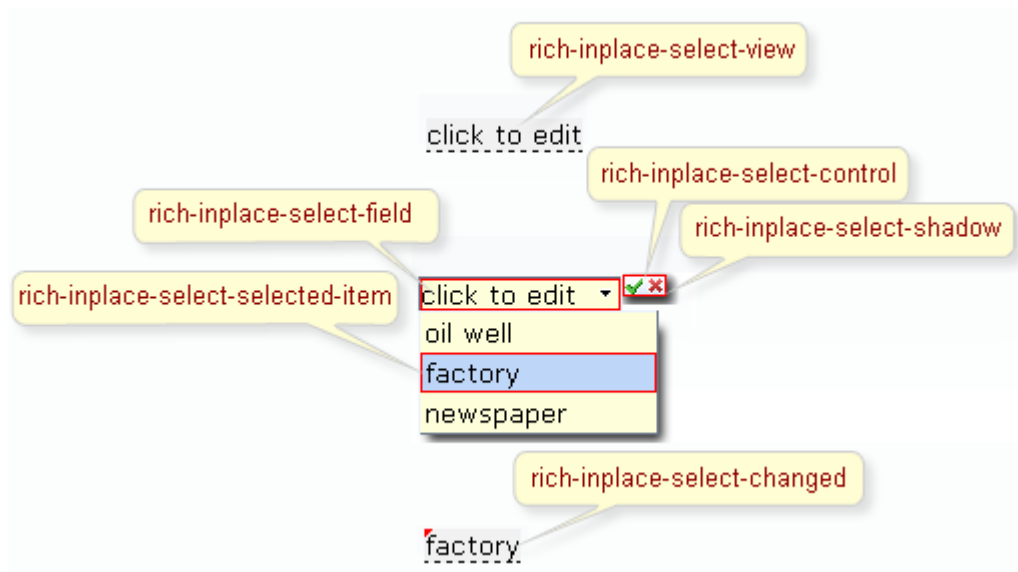 rich-inplace-select-view
click to edit
rich-inplace-select-control
rich-inplace-select-field
rich-inplace-select-shadow
rich-inplace-select-selected-item
click to edit
oil well
factory
newspaper
rich-inplace-select-changed
factory